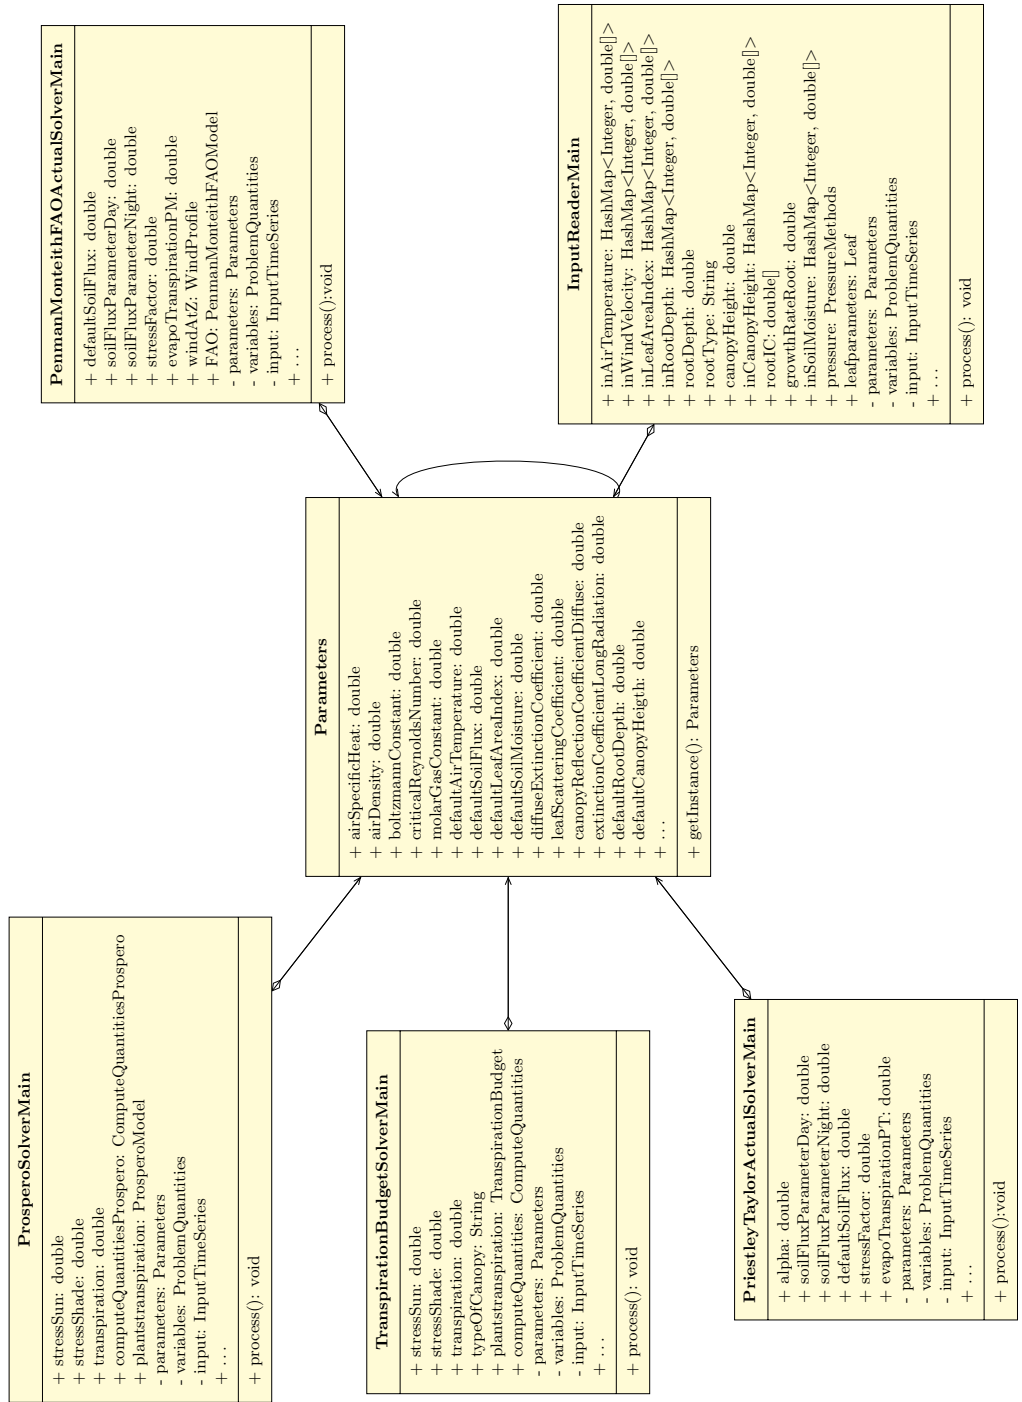 PenmanMonteithFAOActualSolverMain
+ defaultSoilFlux: double
+ soilFluxParameterDay: double
+ soilFluxParameterNight: double
+ stressFactor: double
+ evapoTranspirationPM: double
+ windAtZ: WindProfile
+ FAO: PenmanMonteithFAOModel
- parameters: Parameters
- variables: ProblemQuantities
- input: InputTimeSeries
+ ...
+ process():void
InputReaderMain
+ inAirTemperature: HashMap<Integer, double[]>
+ inWindVelocity: HashMap<Integer, double[]>
+ inLeafAreaIndex: HashMap<Integer, double[]>
+ inRootDepth: HashMap<Integer, double[]>
+ rootDepth: double
+ rootType: String
+ canopyHeight: double
+ inCanopyHeight: HashMap<Integer, double[]>
+ rootIC: double[]
+ growthRateRoot: double
+ inSoilMoisture: HashMap<Integer, double[]>
+ pressure: PressureMethods
+ leafparameters: Leaf
- parameters: Parameters
- variables: ProblemQuantities
- input: InputTimeSeries
+ ...
+ process(): void
Parameters
+ airSpecificHeat: double
+ airDensity: double
+ boltzmannConstant: double
+ criticalReynoldsNumber: double
+ molarGasConstant: double
+ defaultAirTemperature: double
+ defaultSoilFlux: double
+ defaultLeafAreaIndex: double
+ defaultSoilMoisture: double
+ diffuseExtinctionCoefficient: double
+ leafScatteringCoefficient: double
+ canopyReflectionCoefficientDiffuse: double
+ extinctionCoefficientLongRadiation: double
+ defaultRootDepth: double
+ defaultCanopyHeigth: double
+ ...
+ getInstance(): Parameters
ProsperoSolverMain
+ stressSun: double
+ stressShade: double
+ transpiration: double
+ computeQuantitiesProspero: ComputeQuantitiesProspero
+ plantstranspiration: ProsperoModel
- parameters: Parameters
- variables: ProblemQuantities
- input: InputTimeSeries
+ ...
+ process(): void
TranspirationBudgetSolverMain
+ stressSun: double
+ stressShade: double
+ transpiration: double
+ typeOfCanopy: String
+ plantstranspiration: TranspirationBudget
+ computeQuantities: ComputeQuantities
- parameters: Parameters
- variables: ProblemQuantities
- input: InputTimeSeries
+ ...
+ process(): void
PriestleyTaylorActualSolverMain
+ alpha: double
+ soilFluxParameterDay: double
+ soilFluxParameterNight: double
+ defaultSoilFlux: double
+ stressFactor: double
+ evapoTranspirationPT: double
- parameters: Parameters
- variables: ProblemQuantities
- input: InputTimeSeries
+ ...
+ process():void